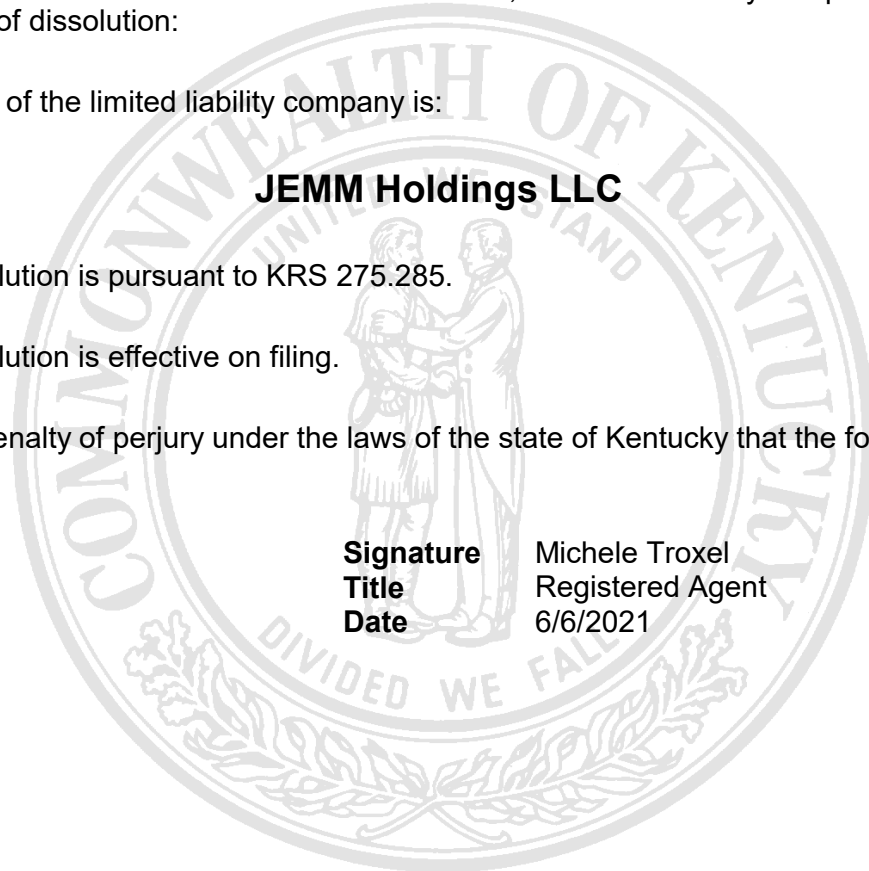 of dissolution:
of the limited liability company is:
JEMM Holdings LLC
lution is pursuant to KRS 275.285.
lution is effective on filing.
enalty of perjury under the laws of the state of Kentucky that the fo
Signature Michele Troxel
Title Registered Agent
Date 6/6/2021
COMMONWEALTH OF KENTUCKY
UNITED WE STAND
DIVIDED WE FALL